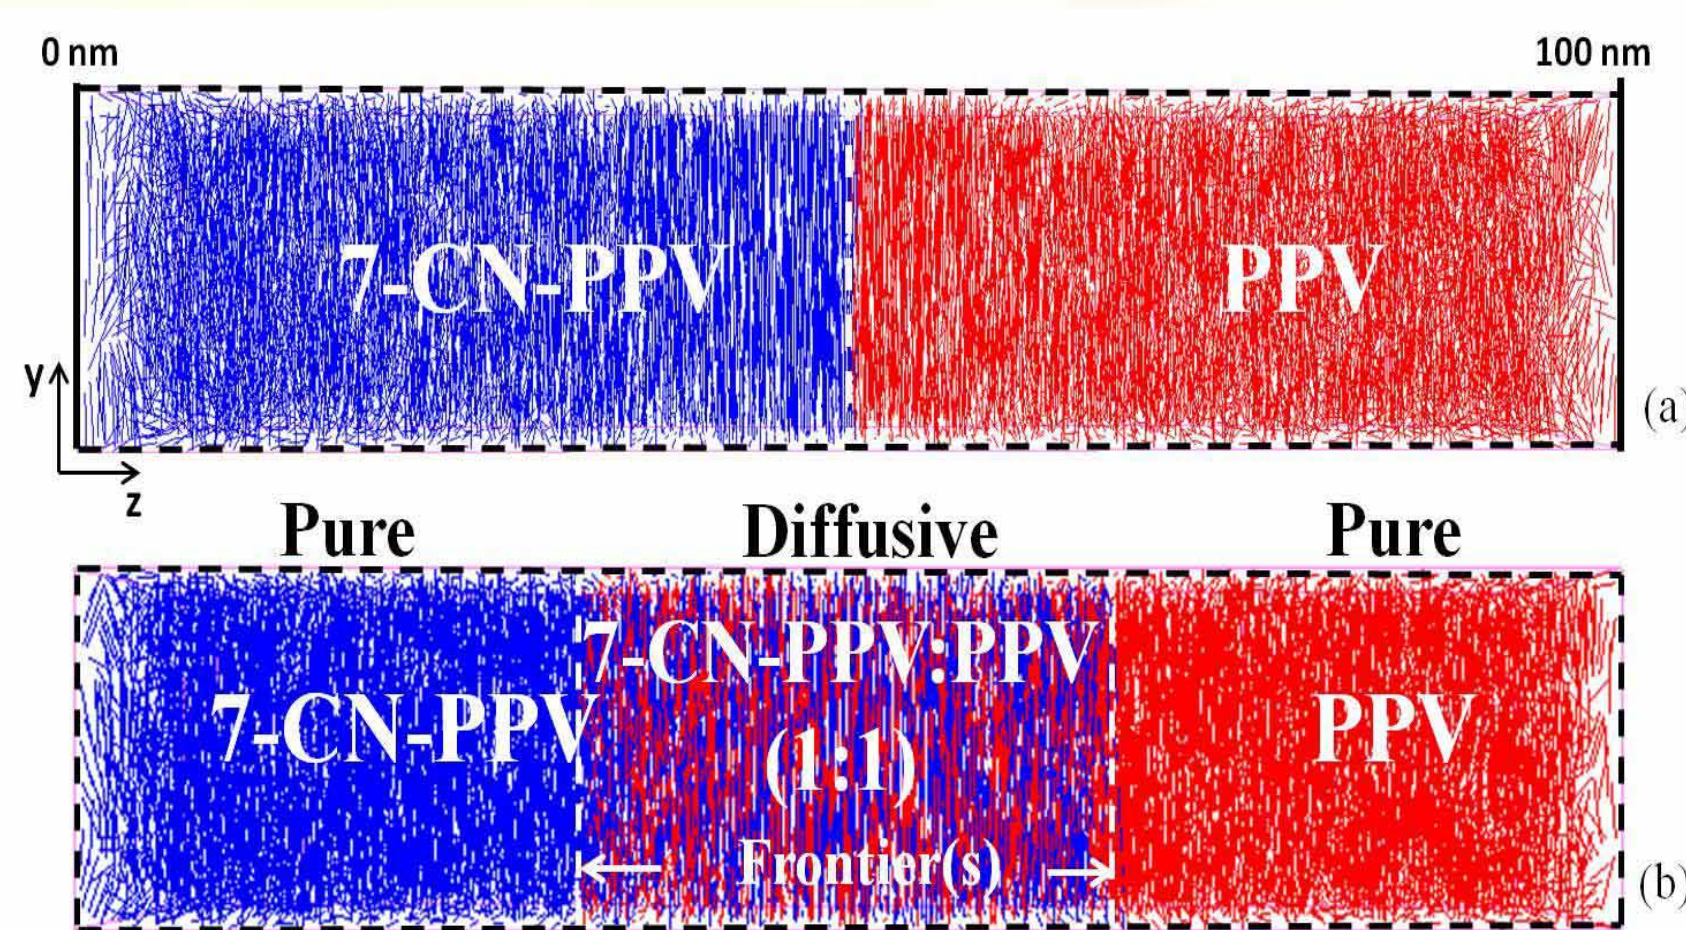 0 nm
100 nm
7-CN-PPV
PPV
y
(a)
z
Pure
Diffusive
Pure
7-CN-PPV:PPV
7-CN-PPV
PPV
(1:1)
Frontier(s)
(b)